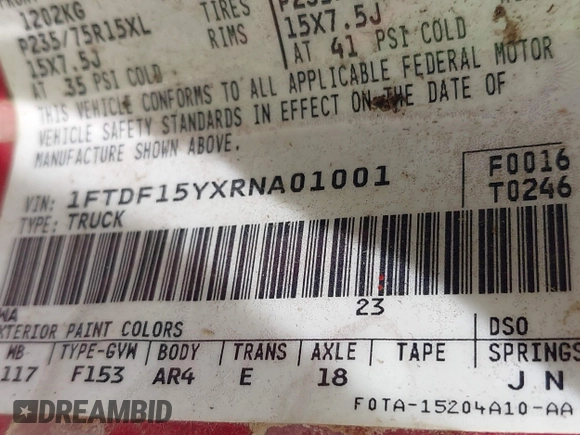 1202KG TIRES
P235/75R15XL RIMS 15X7.5J
15X7.5J AT 41 PSI COLD
AT 35 PSI COLD
THIS VEHICLE CONFORMS TO ALL APPLICABLE FEDERAL MOTOR
VEHICLE SAFETY STANDARDS IN EFFECT ON THE DATE OF
MANUFACTURE SHOWN ABOVE.
VIN: 1FTDF15YXRNA01001 F0016
TYPE: TRUCK T0246
23
EXTERIOR PAINT COLORS DSO
WB TYPE-GVW BODY TRANS AXLE TAPE SPRINGS
117 F153 AR4 E 18 J N
FOTA-15204A10-AA
DREAMBID